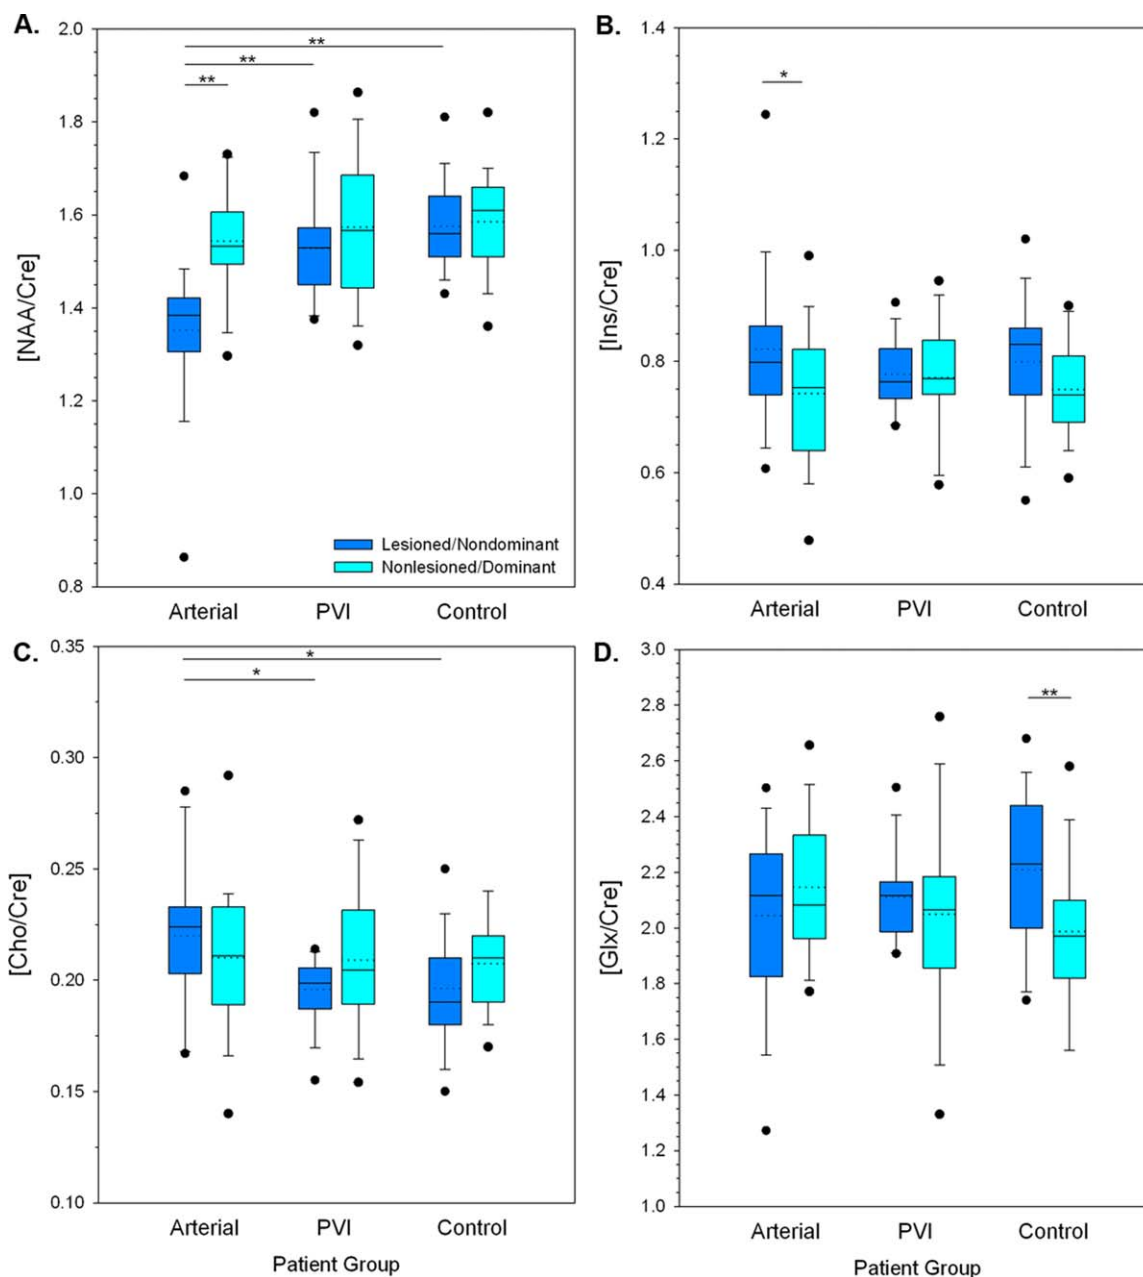 A.
2.0
1.8
1.6
1.4
1.2
1.0
0.8
[NAA/Cre]
**
**
**
Lesioned/Nondominant
Nonlesioned/Dominant
Arterial PVI Control
B.
1.4
1.2
1.0
0.8
0.6
0.4
[Ins/Cre]
*
Arterial PVI Control
C.
0.35
0.30
0.25
0.20
0.15
0.10
[Cho/Cre]
*
*
Arterial PVI Control
Patient Group
D.
3.0
2.8
2.6
2.4
2.2
2.0
1.8
1.6
1.4
1.2
1.0
[Glx/Cre]
**
Arterial PVI Control
Patient Group